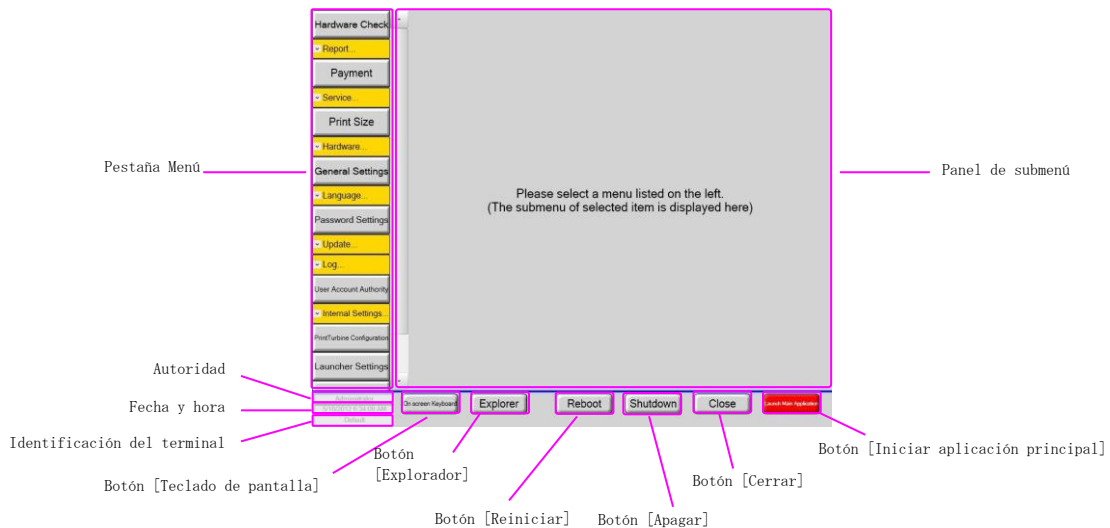 Hardware Check
Report...
Payment
Service...
Print Size
Hardware...
General Settings
Language...
Password Settings
Update...
Log...
User Account Authority
Internal Settings...
PrintTurbine Configuration
Launcher Settings
Please select a menu listed on the left.
(The submenu of selected item is displayed here)
Pestaña Menú
Panel de submenú
Administrator
Default
On screen Keyboard
Explorer
Reboot
Shutdown
Close
Launch Main Application
Autoridad
Fecha y hora
Identificación del terminal
Botón [Teclado de pantalla]
Botón
[Explorador]
Botón [Reiniciar]
Botón [Apagar]
Botón [Cerrar]
Botón [Iniciar aplicación principal]